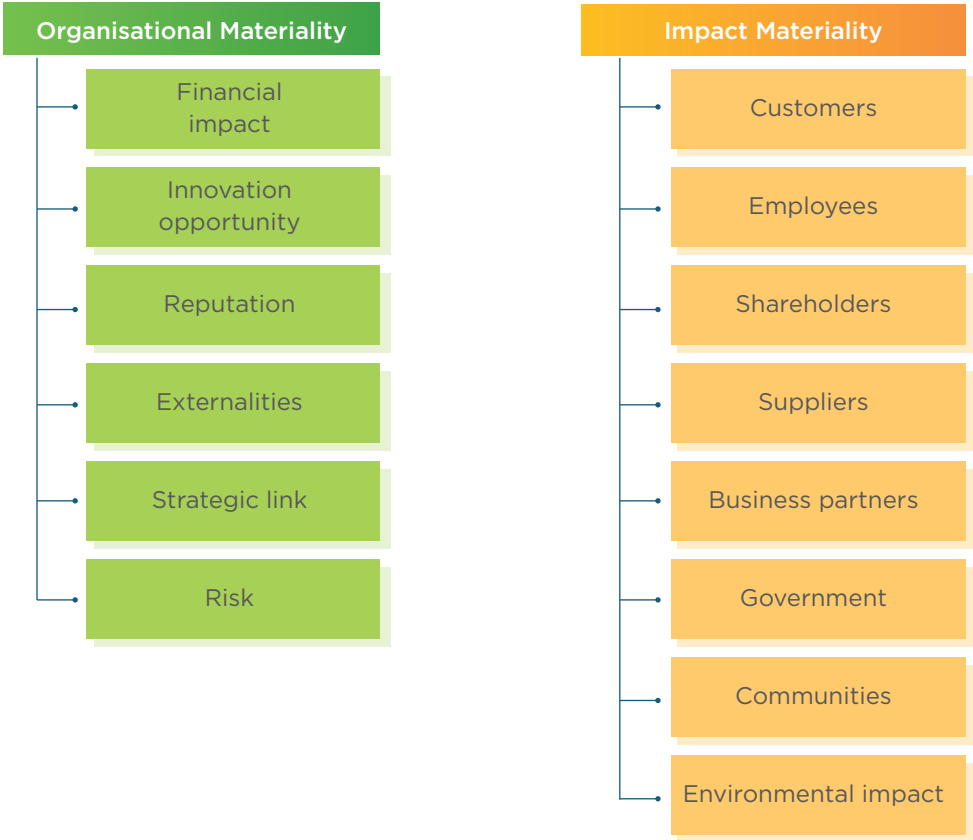 Organisational Materiality
Financial
impact
Innovation
opportunity
Reputation
Externalities
Strategic link
Risk
Impact Materiality
Customers
Employees
Shareholders
Suppliers
Business partners
Government
Communities
Environmental impact